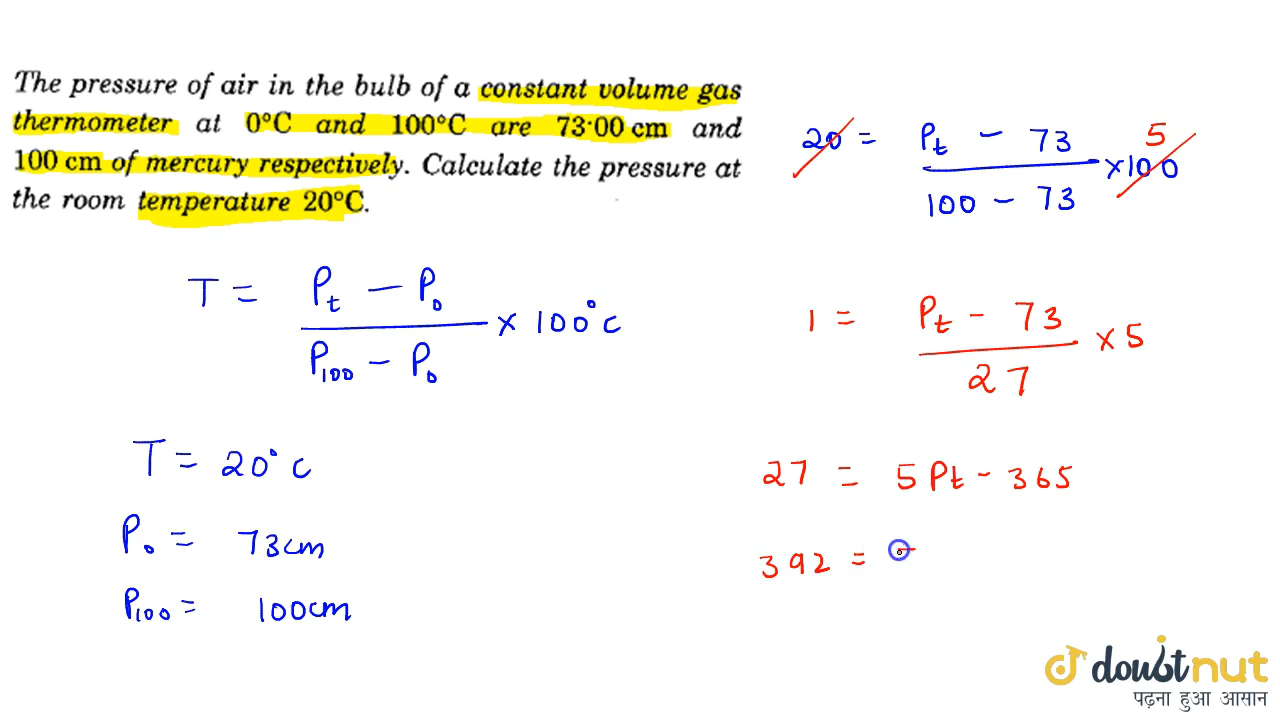 The pressure of air in the bulb of a constant volume gas
thermometer at 0°C and 100°C are 73·00 cm and
100 cm of mercury respectively. Calculate the pressure at
the room temperature 20°C.
T = (Pt − P0) / (P100 − P0) × 100°C
T = 20°C
P0 = 73cm
P100 = 100cm
20 = (Pt − 73) / (100 − 73) × 100 5
1 = (Pt − 73) / 27 × 5
27 = 5Pt − 365
392 =
doubtnut
पढ़ना हुआ आसान